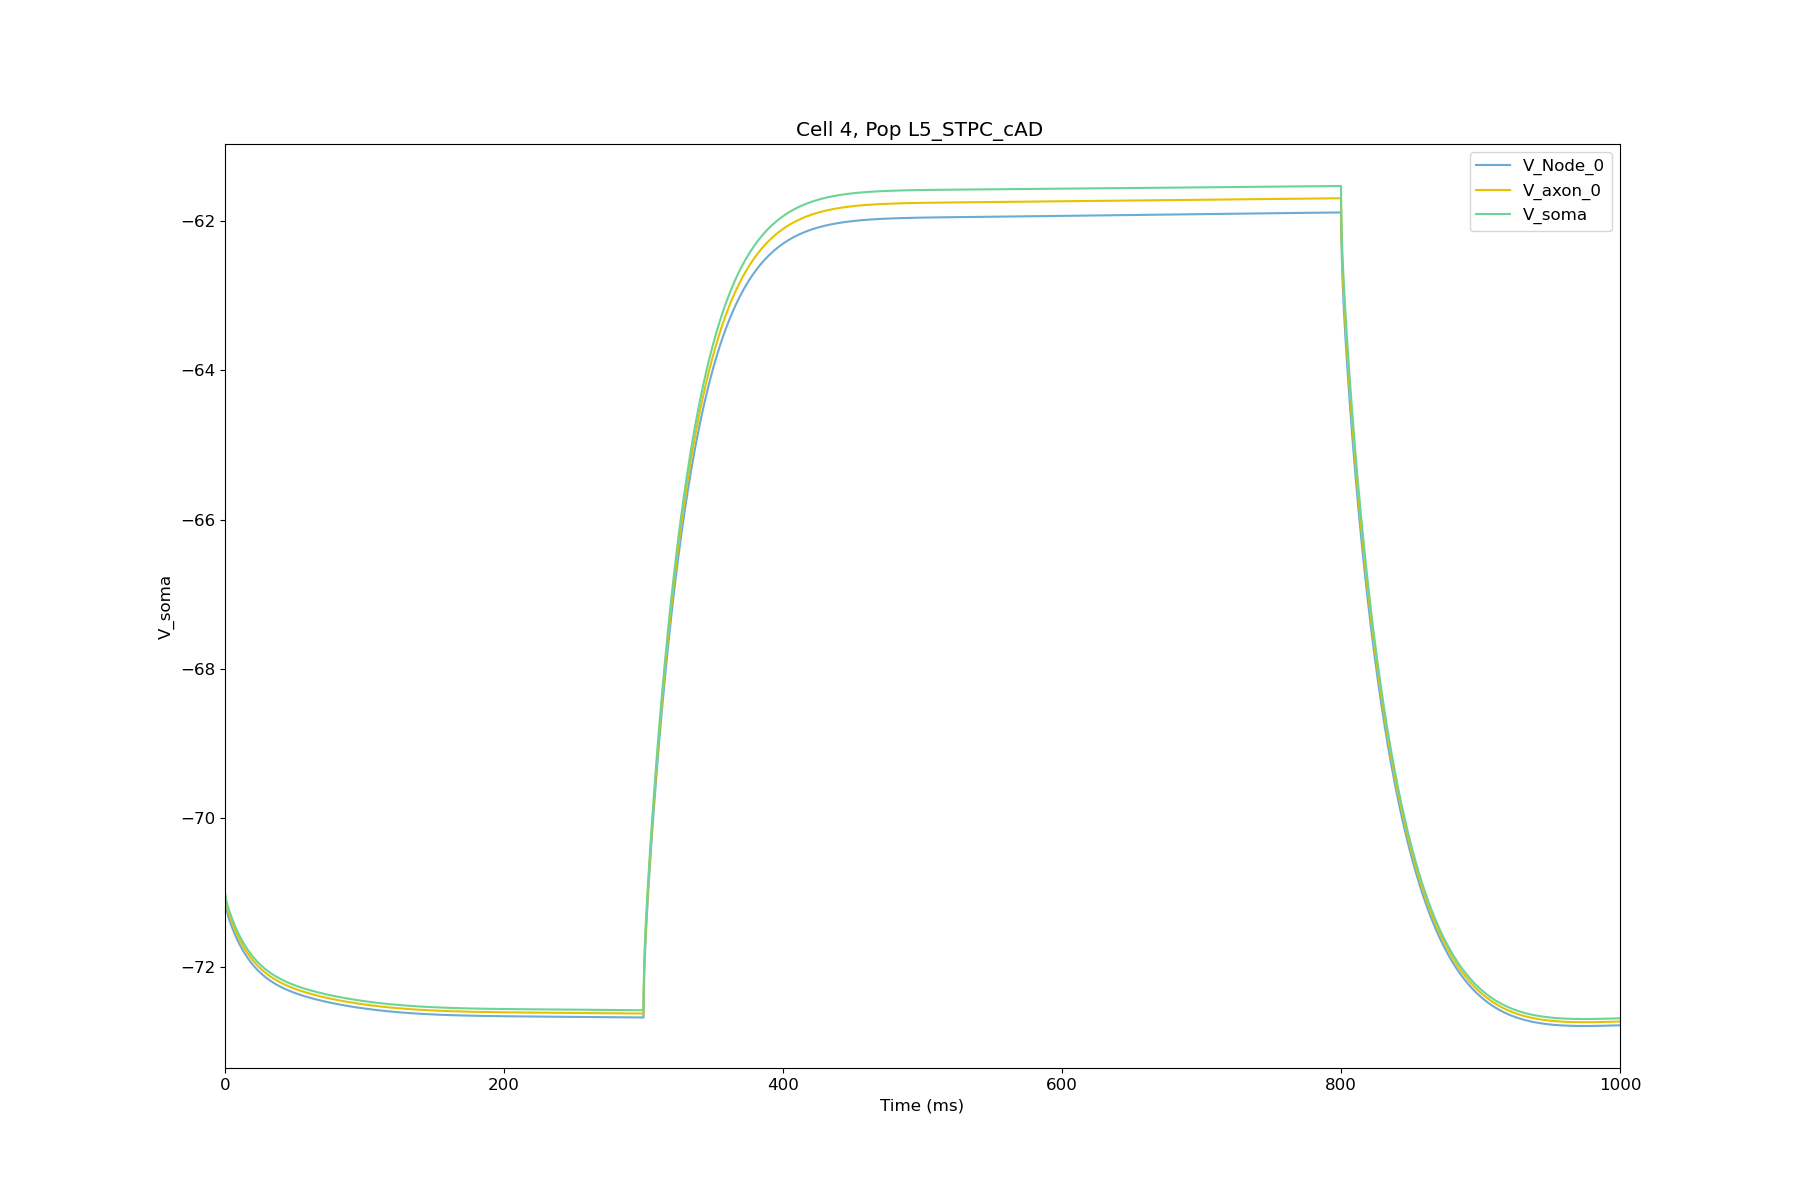 Cell 4, Pop L5_STPC_cAD
V_Node_0
V_axon_0
V_soma
−62
−64
−66
−68
−70
−72
V_soma
0
200
400
600
800
1000
Time (ms)